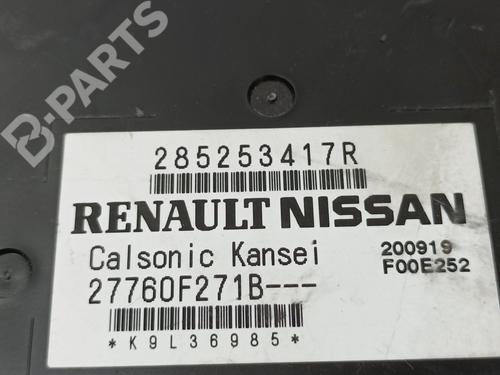 B-PARTS
285253417R
RENAULT NISSAN
Calsonic Kansei
200919
27760F271B---
F00E252
*K9L36985*